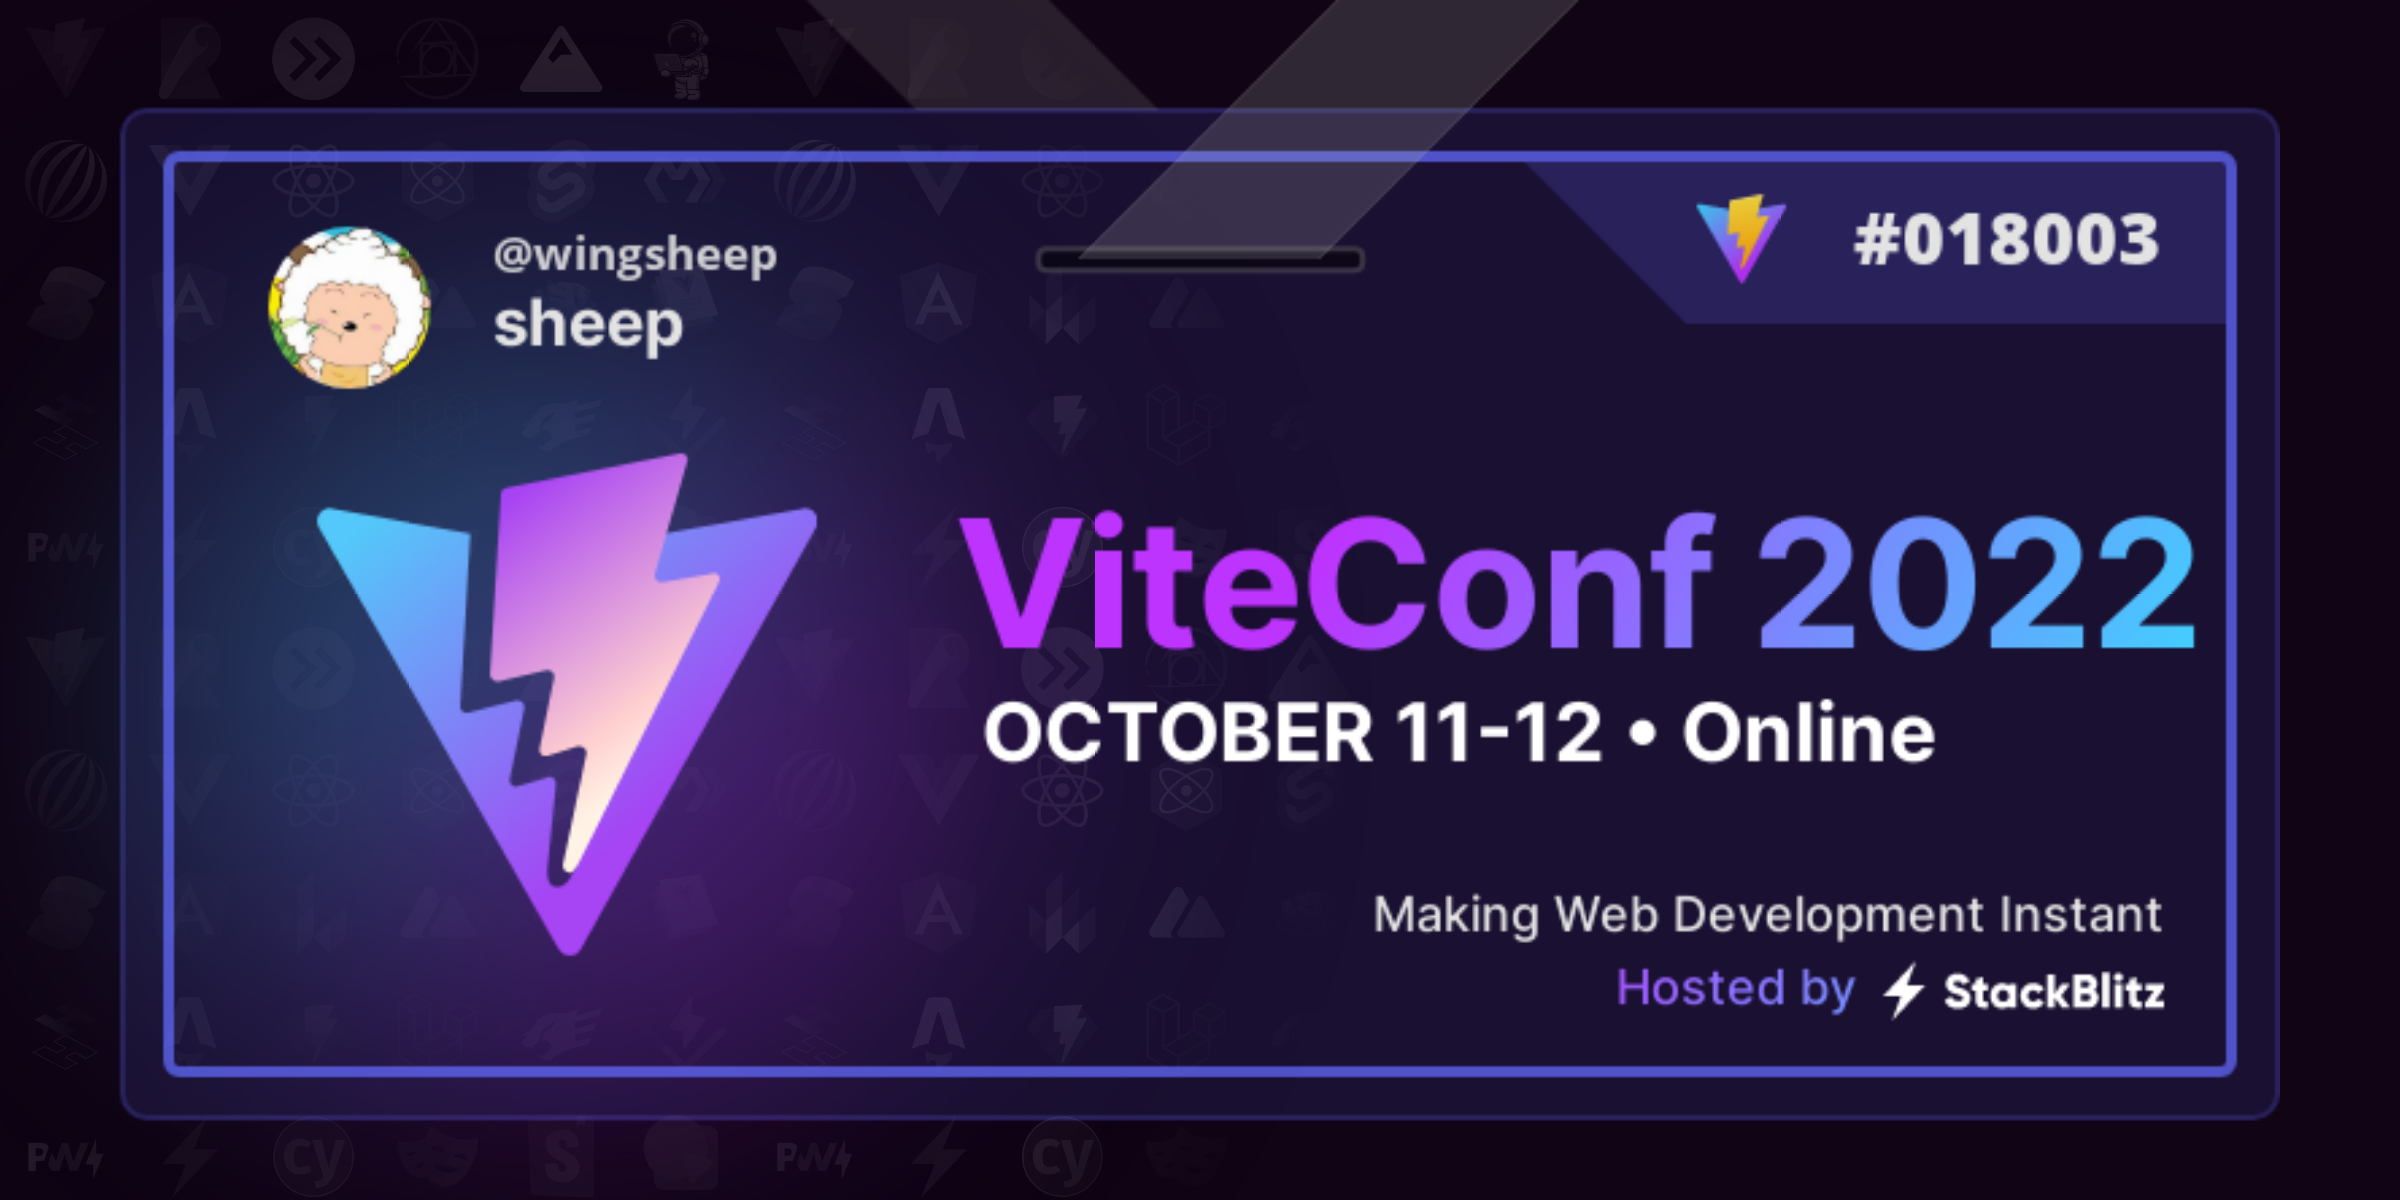 @wingsheep
sheep
#018003
ViteConf 2022
OCTOBER 11-12 • Online
Making Web Development Instant
Hosted by StackBlitz